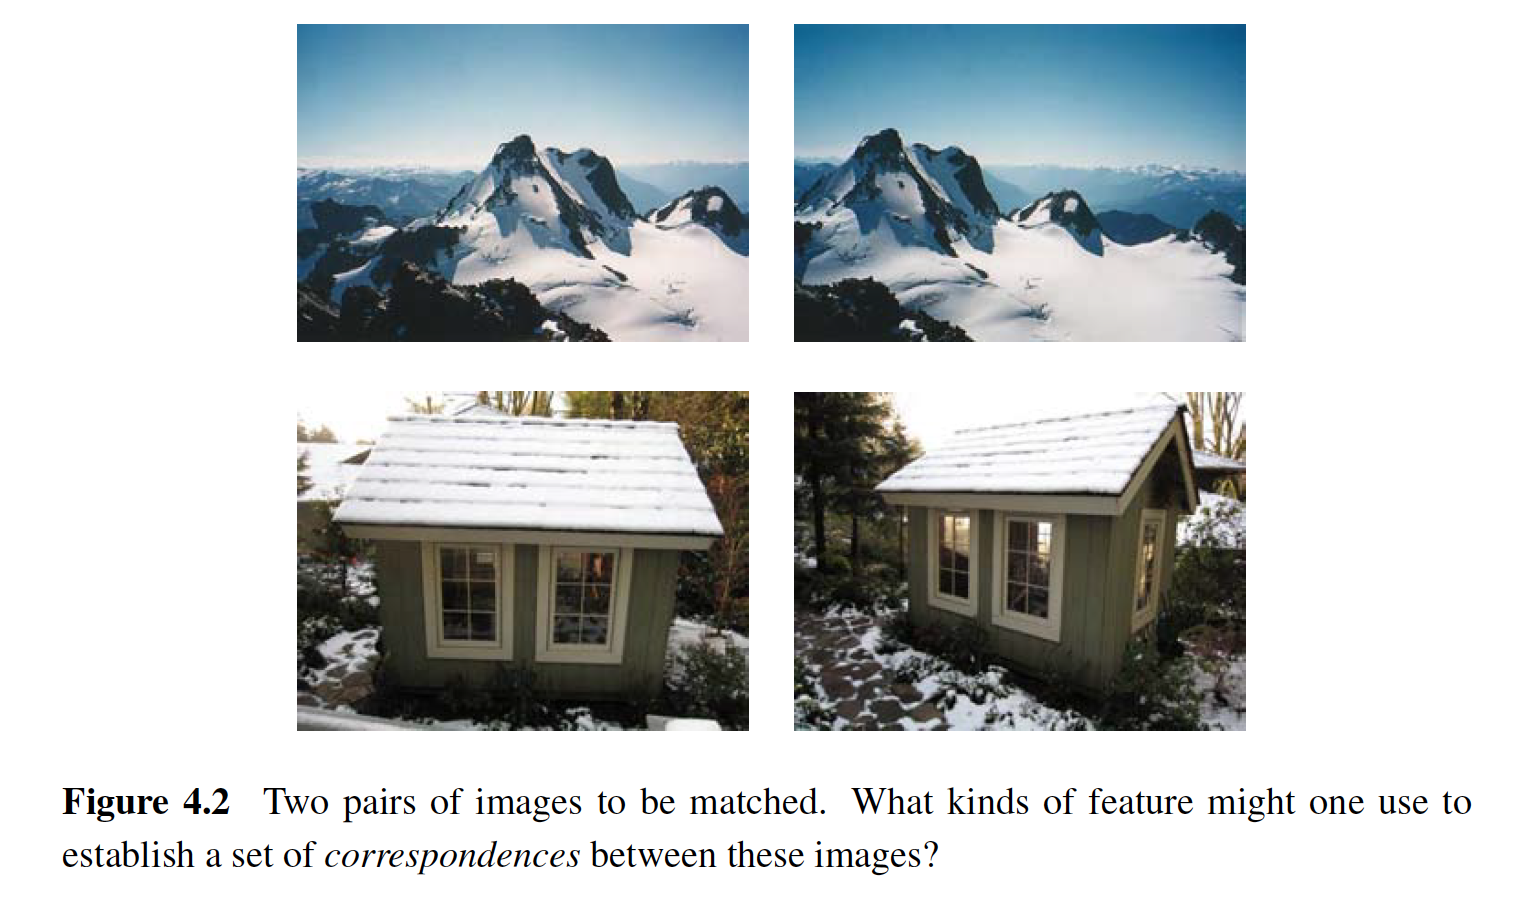 Figure 4.2 Two pairs of images to be matched. What kinds of feature might one use to
establish a set of correspondences between these images?